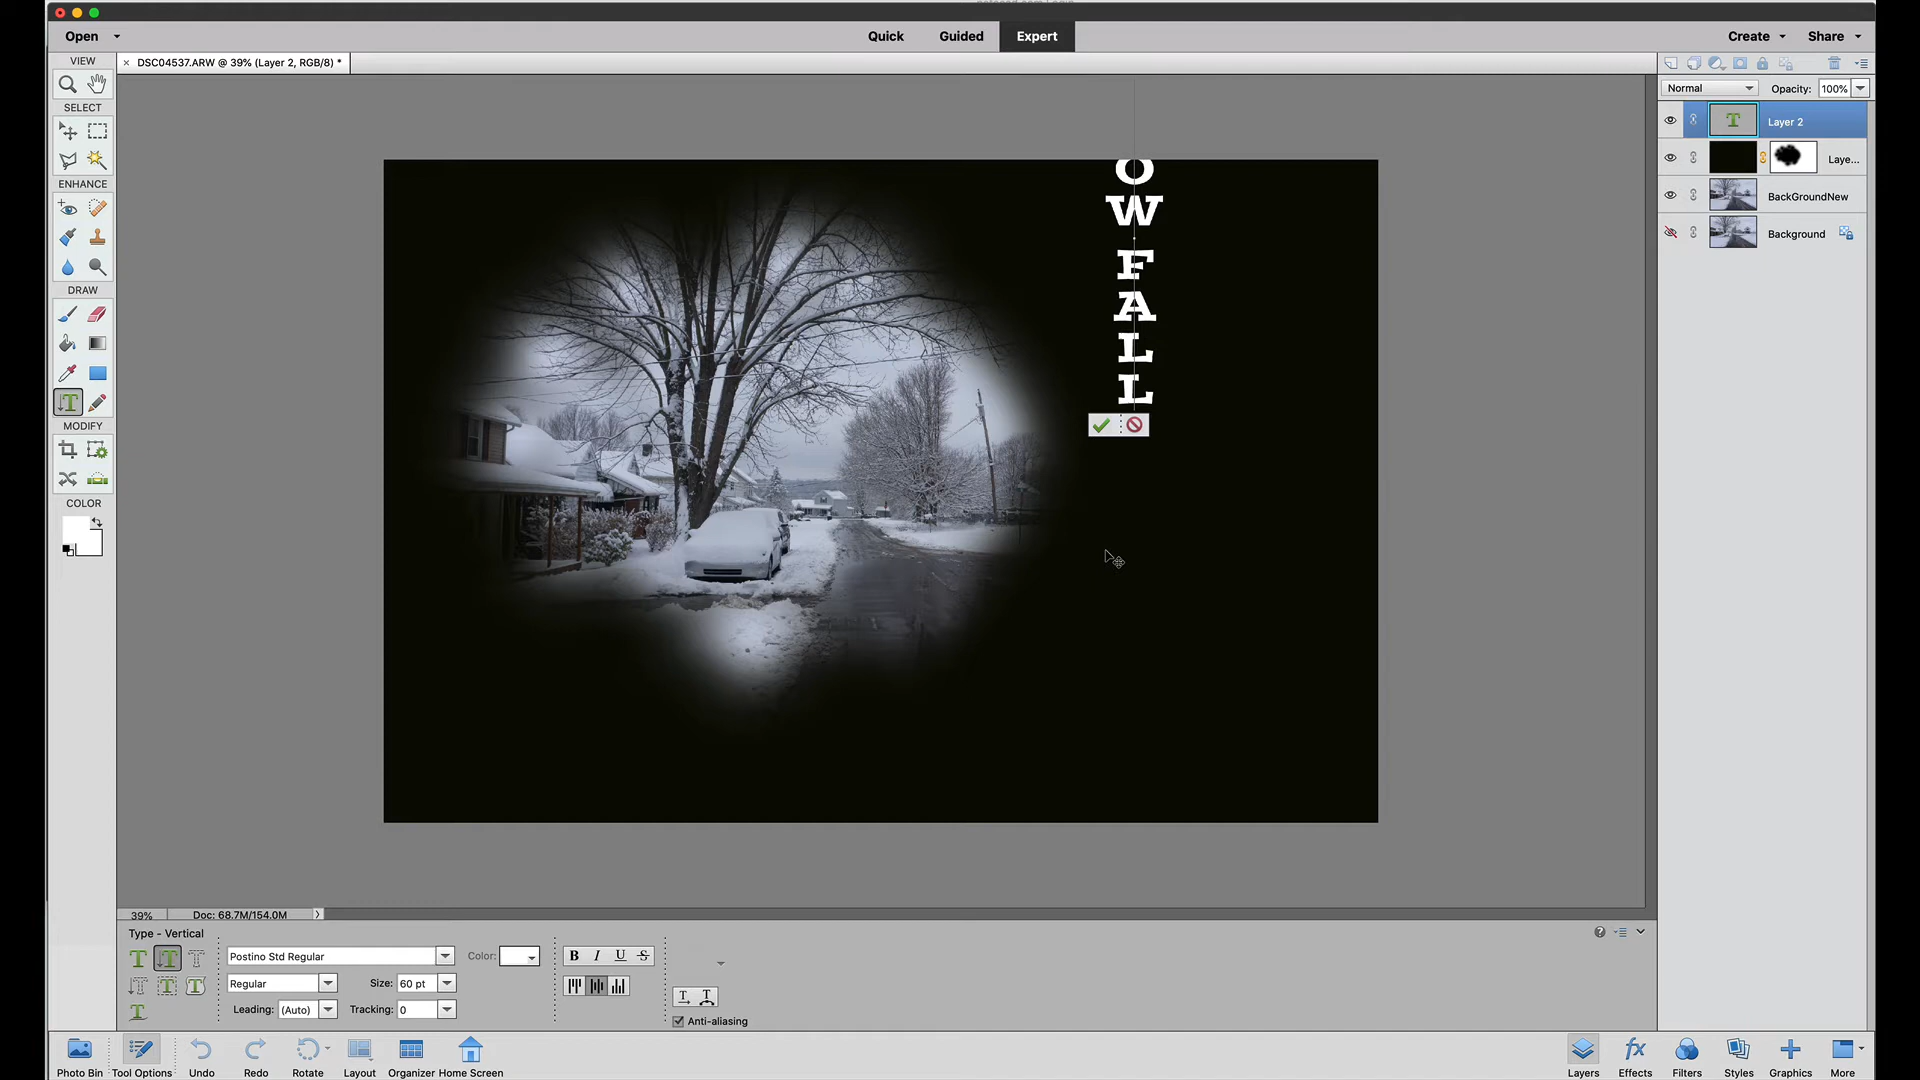 Open
Quick
Guided
Expert
Create
Share
VIEW
× DSC04537.ARW @ 39% (Layer 2, RGB/8) *
SELECT
ENHANCE
DRAW
MODIFY
COLOR
Normal
Opacity: 100%
Layer 2
Laye...
BackGroundNew
Background
O
W
F
A
L
L
39%
Doc: 68.7M/154.0M
Type - Vertical
Postino Std Regular
Color:
B I U S
Regular
Size: 60 pt
Leading: (Auto)
Tracking: 0
Anti-aliasing
Photo Bin
Tool Options
Undo
Redo
Rotate
Layout
Organizer
Home Screen
Layers
fx
Effects
Filters
Styles
Graphics
More